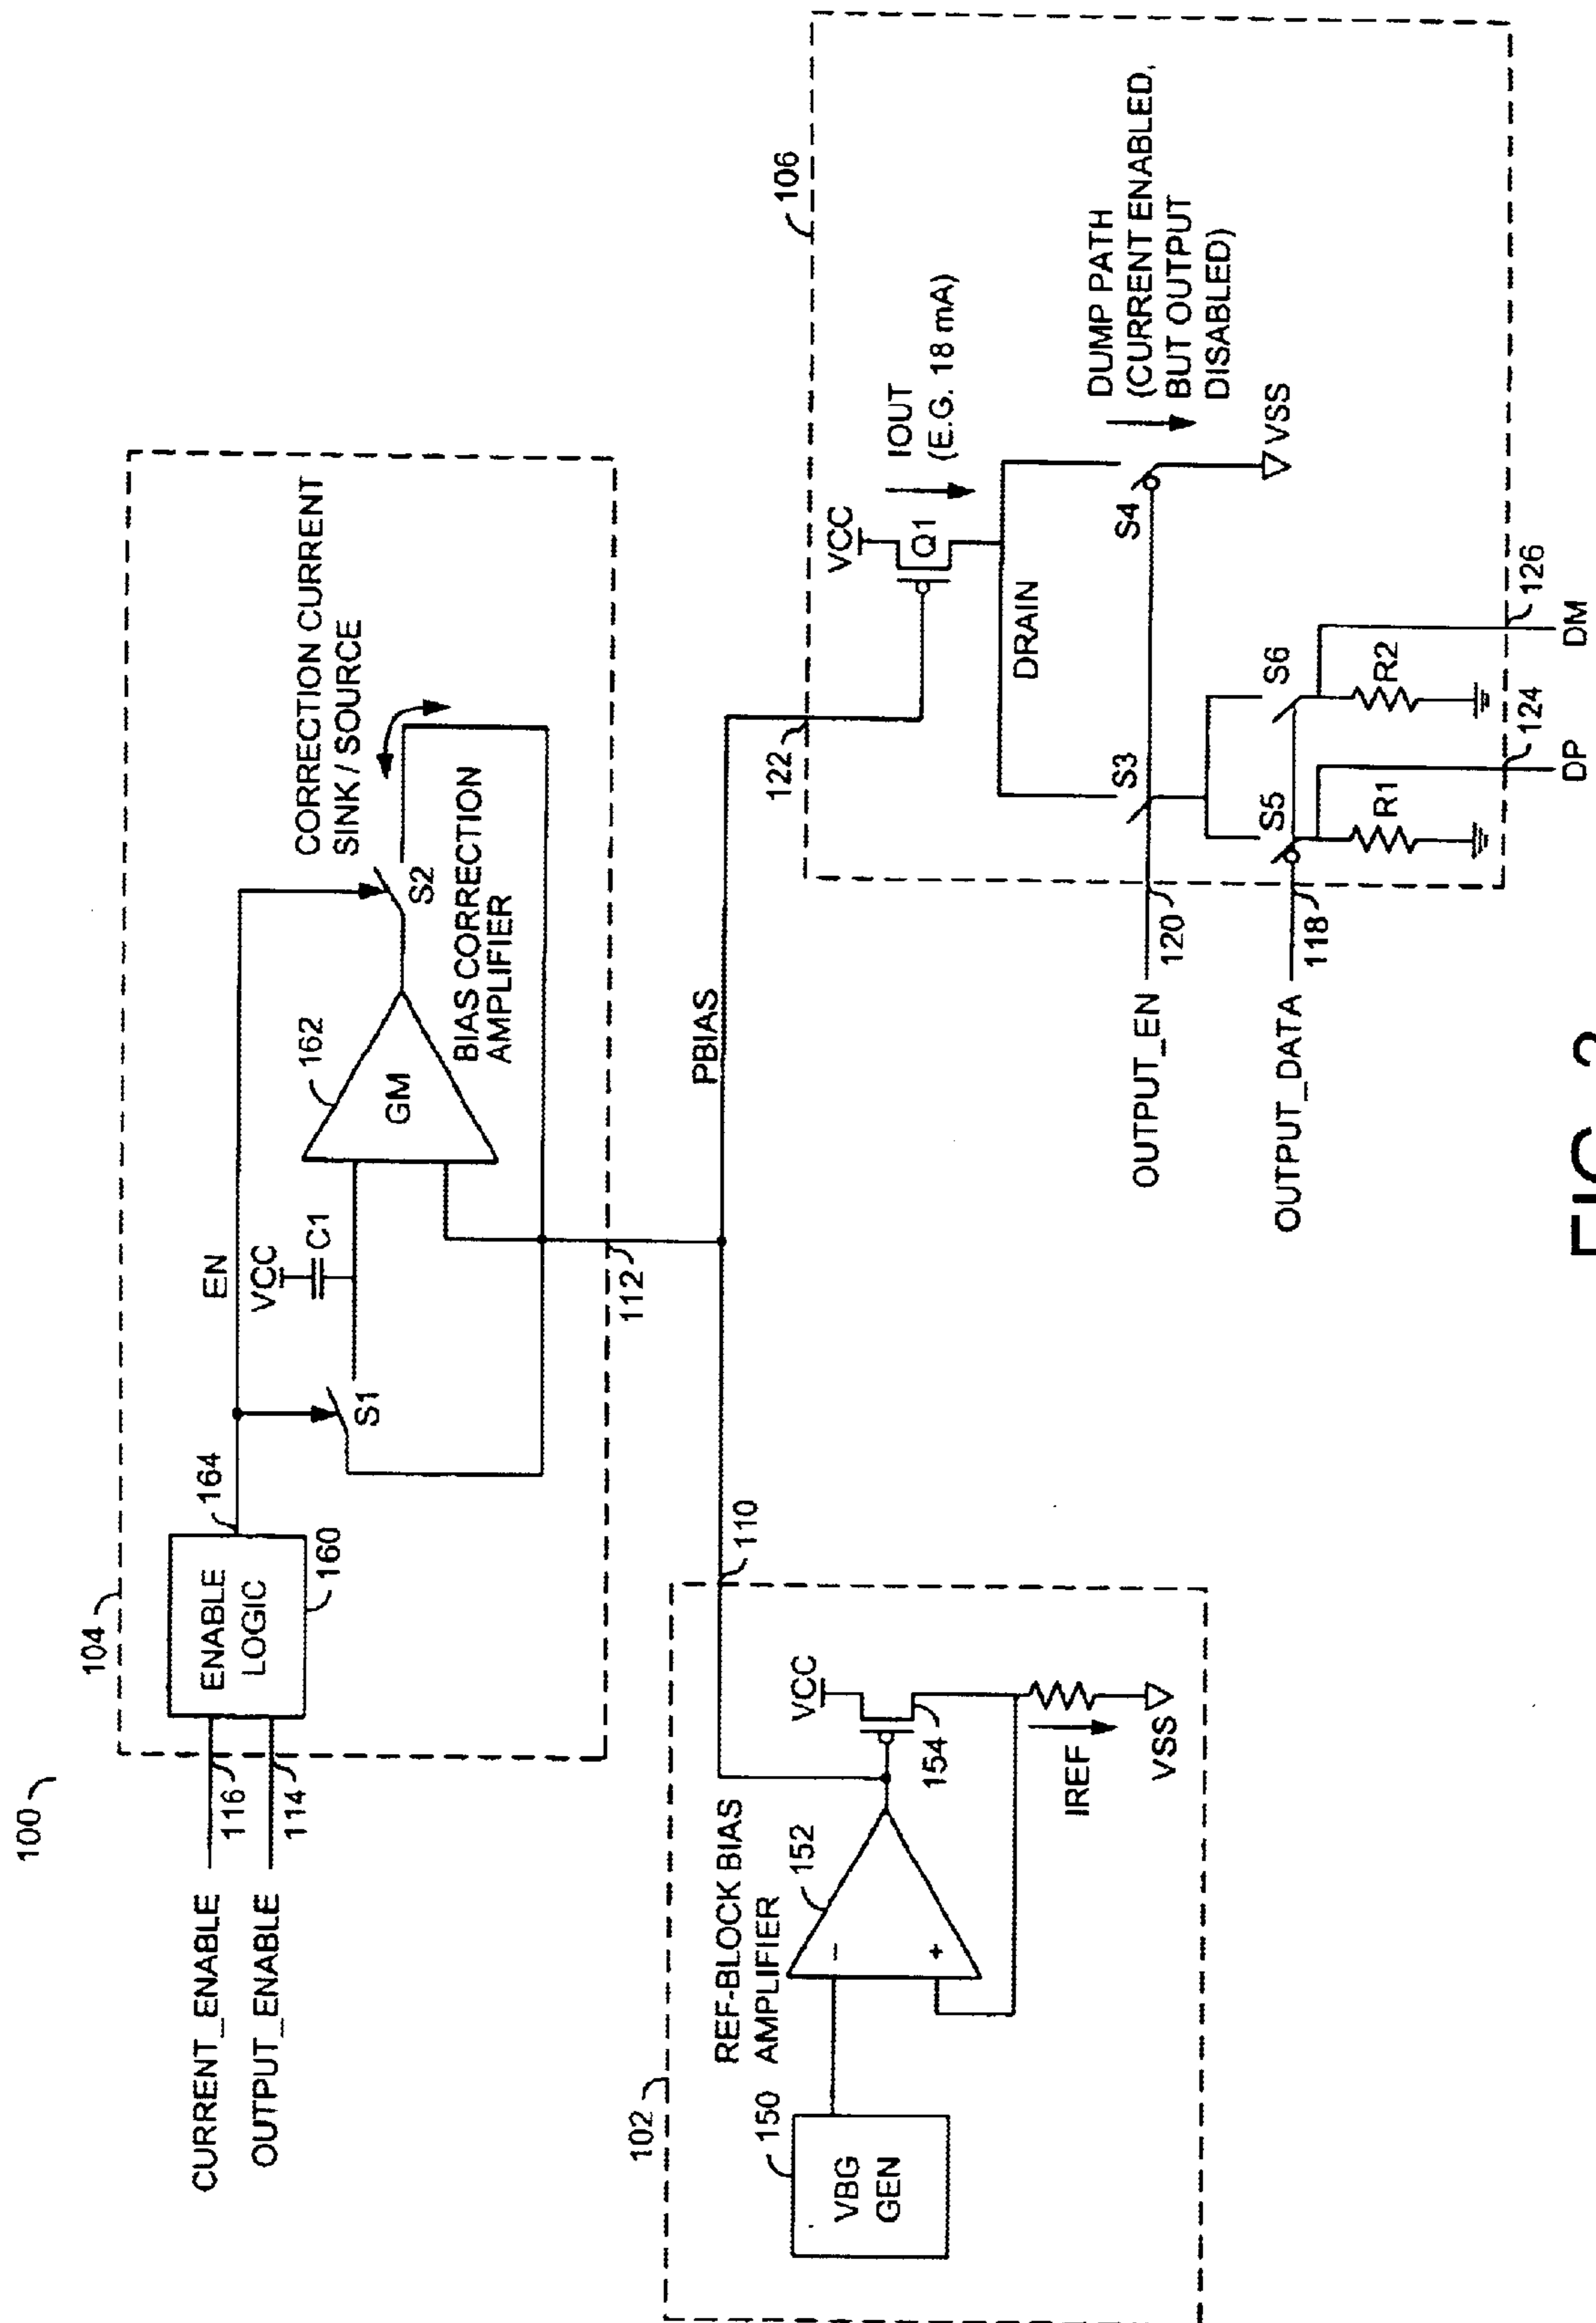 100
104
CURRENT_ENABLE
116
OUTPUT_ENABLE
114
ENABLE
LOGIC
160
164
EN
VCC
C1
S1
GM
162
S2
BIAS CORRECTION
AMPLIFIER
CORRECTION CURRENT
SINK / SOURCE
112
102
150
VBG
GEN
REF-BLOCK BIAS
AMPLIFIER
152
-
+
VCC
154
IREF
VSS
110
PBIAS
122
106
VCC
Q1
IOUT
(E.G. 18 mA)
DRAIN
S3
S4
DUMP PATH
(CURRENT ENABLED,
BUT OUTPUT
DISABLED)
VSS
OUTPUT_EN
120
OUTPUT_DATA
118
S5
S6
R1
R2
124
126
DP
DM
FIG.